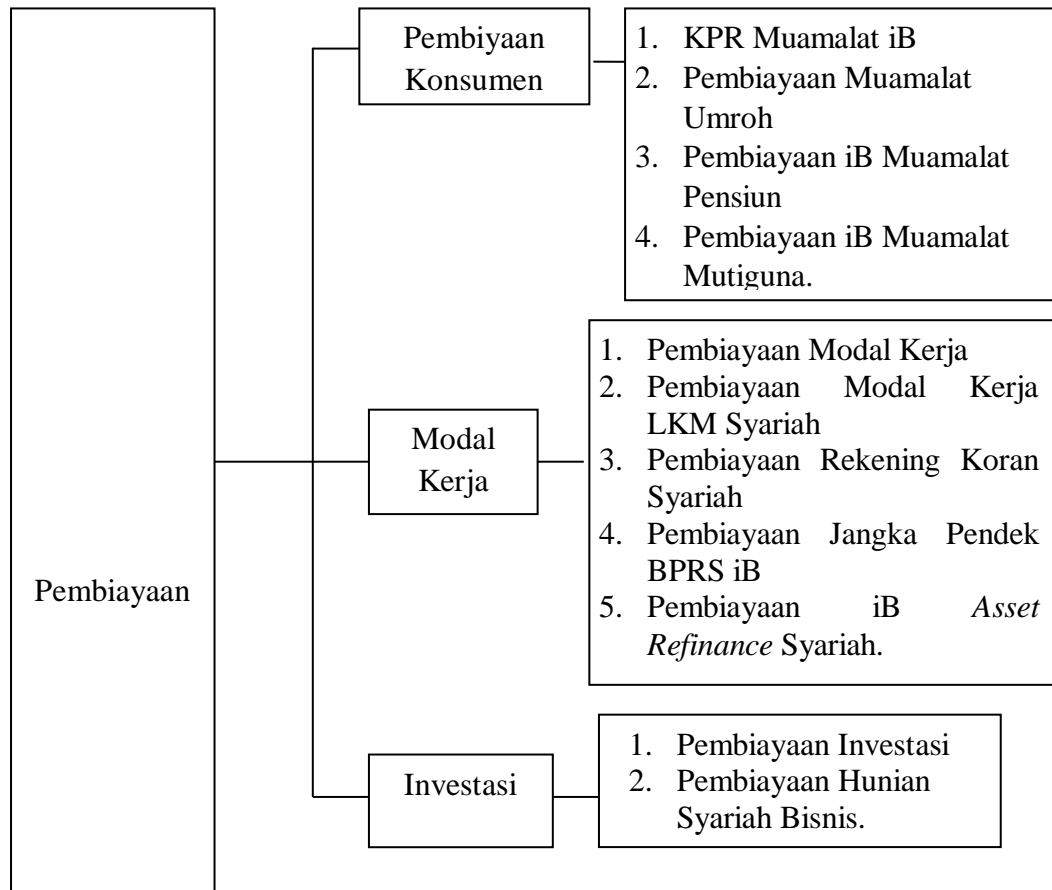 Pembiayaan
Pembiyaan
Konsumen
1. KPR Muamalat iB
2. Pembiayaan Muamalat
Umroh
3. Pembiayaan iB Muamalat
Pensiun
4. Pembiayaan iB Muamalat
Mutiguna.
Modal
Kerja
1. Pembiayaan Modal Kerja
2. Pembiayaan Modal Kerja
LKM Syariah
3. Pembiayaan Rekening Koran
Syariah
4. Pembiayaan Jangka Pendek
BPRS iB
5. Pembiayaan iB Asset
Refinance Syariah.
Investasi
1. Pembiayaan Investasi
2. Pembiayaan Hunian
Syariah Bisnis.